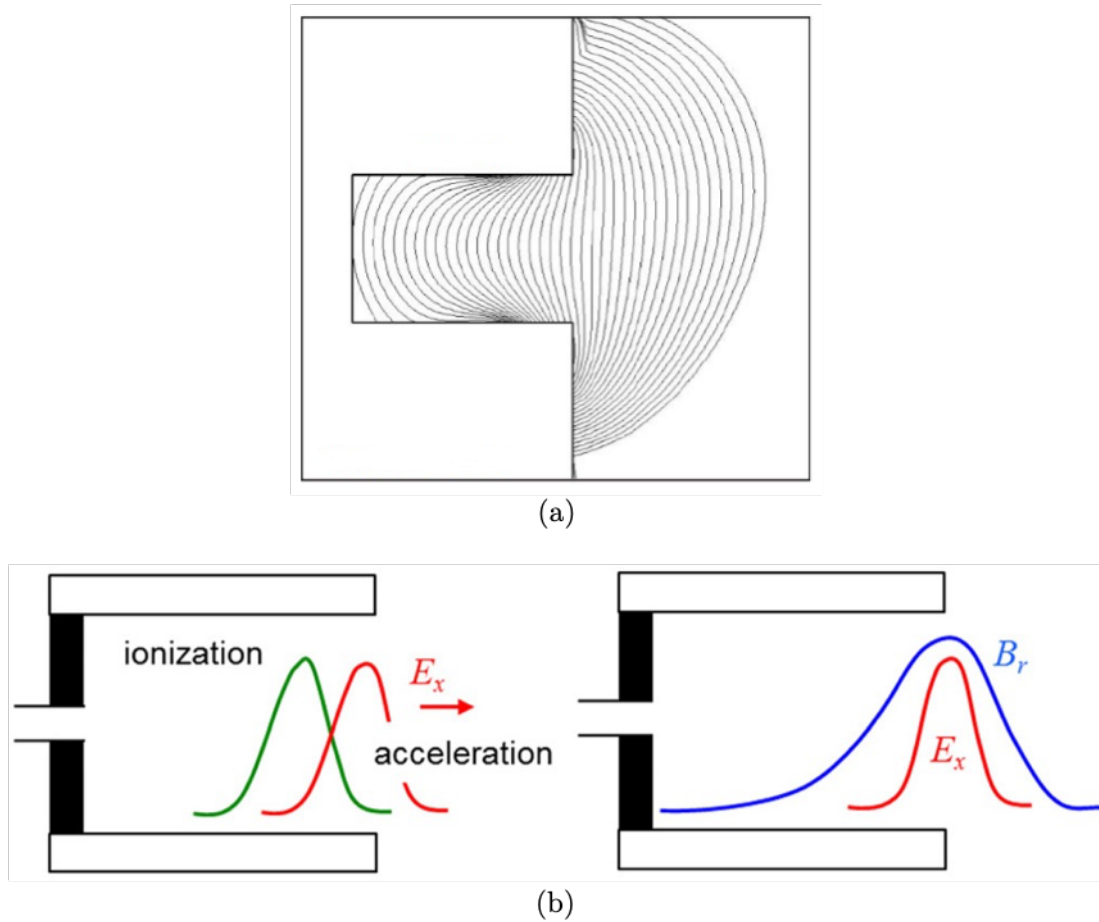 (a)
ionization
E_x
acceleration
B_r
E_x
(b)